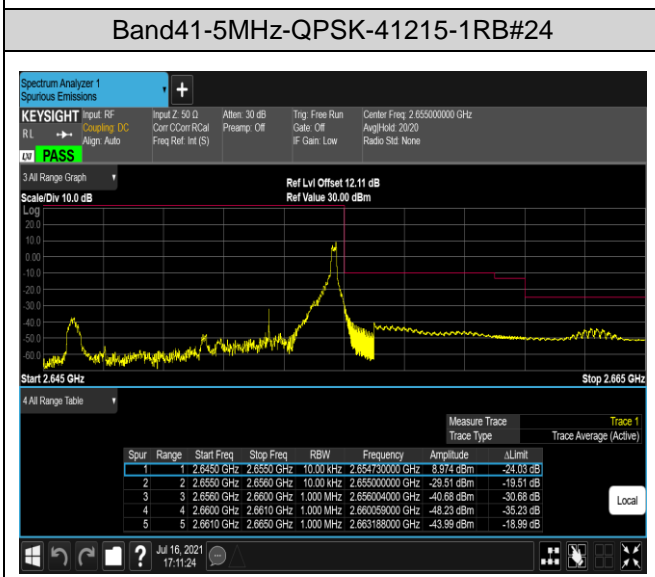 Band41-5MHz-QPSK-41215-1RB#24
Spectrum Analyzer 1
Spurious Emissions
+
KEYSIGHT Input: RF Input Z: 50 Ω Atten: 30 dB Trig: Free Run Center Freq: 2.655000000 GHz
RL Coupling: DC Corr CCorr RCal Preamp: Off Gate: Off Avg|Hold: 20/20
Align: Auto Freq Ref: Int (S) IF Gain: Low Radio Std: None
LXI PASS
3 All Range Graph
Ref Lvl Offset 12.11 dB
Scale/Div 10.0 dB Ref Value 30.00 dBm
Log
20.0
10.0
0.00
-10.0
-20.0
-30.0
-40.0
-50.0
-60.0
Start 2.645 GHz Stop 2.665 GHz
4 All Range Table
Measure Trace Trace 1
Trace Type Trace Average (Active)
Spur Range Start Freq Stop Freq RBW Frequency Amplitude ΔLimit
1 1 2.6450 GHz 2.6550 GHz 10.00 kHz 2.654730000 GHz 8.974 dBm -24.03 dB
2 2 2.6550 GHz 2.6560 GHz 10.00 kHz 2.655000000 GHz -29.51 dBm -19.51 dB
3 3 2.6560 GHz 2.6600 GHz 1.000 MHz 2.656004000 GHz -40.68 dBm -30.68 dB
4 4 2.6600 GHz 2.6610 GHz 1.000 MHz 2.660059000 GHz -48.23 dBm -35.23 dB
5 5 2.6610 GHz 2.6650 GHz 1.000 MHz 2.663188000 GHz -43.99 dBm -18.99 dB
Local
? Jul 16, 2021
17:11:24